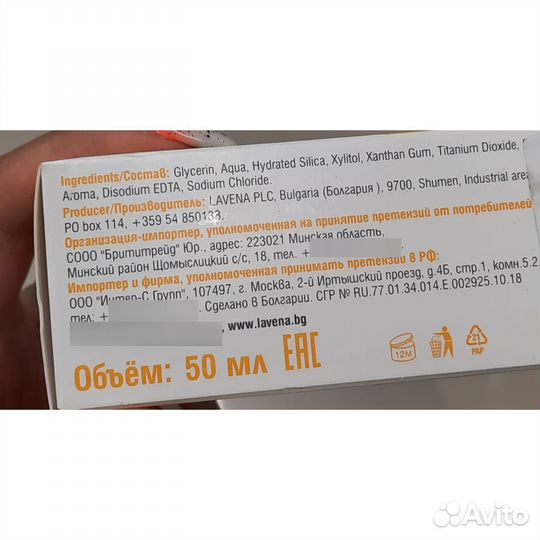 Ingredients/Состав: Glycerin, Aqua, Hydrated Silica, Xylitol, Xanthan Gum, Titanium Dioxide,
Aroma, Disodium EDTA, Sodium Chloride.
Producer/Производитель: LAVENA PLC, Bulgaria (Болгария ), 9700, Shumen, Industrial area
PO box 114, +359 54 850133.
Организация-импортер, уполномоченная на принятие претензий от потребителей
СООО "Брититрейд" Юр., адрес: 223021 Минская область,
Минский район Щомыслицкий с/с, 18, тел. +
Импортер и фирма, уполномоченная принимать претензии в РФ:
ООО "Интер-С Групп", 107497, г. Москва, 2-й Иртышский проезд, д.4Б, стр.1, комн.5.2.
тел.: + . Сделано в Болгарии. СГР № RU.77.01.34.014.Е.002925.10.18
, www.lavena.bg
Объём: 50 мл EAC
12M
21
PAP
Avito